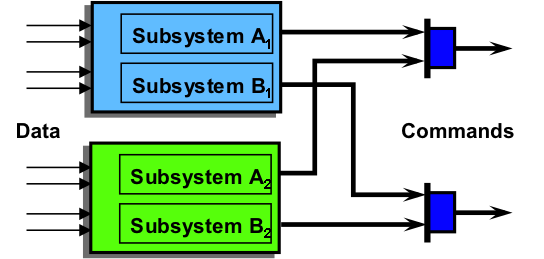 Subsystem A1
Subsystem B1
Data
Commands
Subsystem A2
Subsystem B2